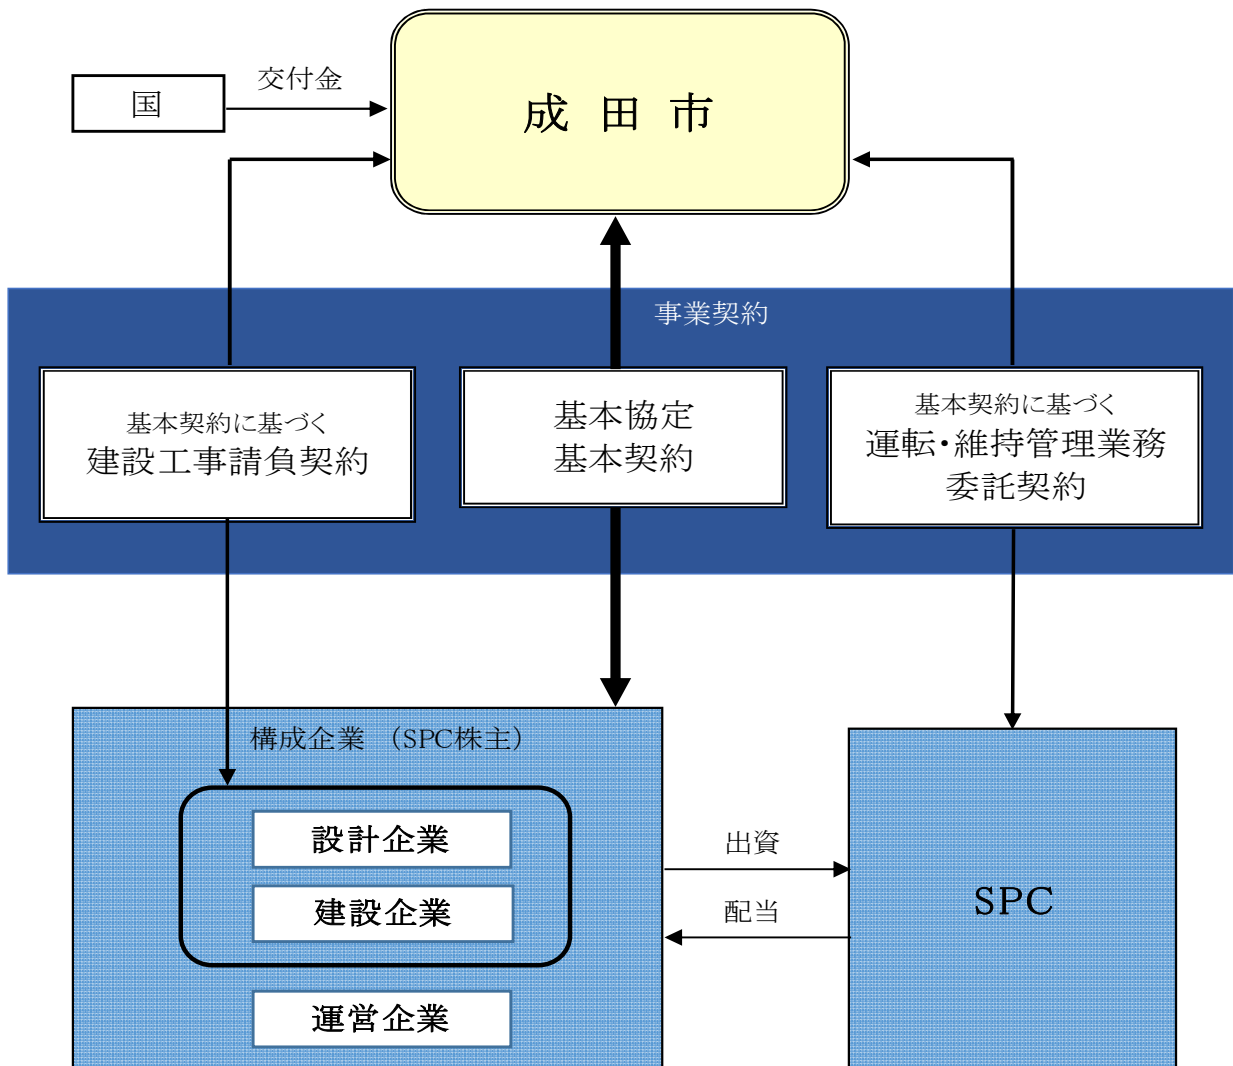 交付金
国
成 田 市
事業契約
基本契約に基づく
建設工事請負契約
基本協定
基本契約
基本契約に基づく
運転・維持管理業務
委託契約
構成企業 （SPC株主）
設計企業
建設企業
運営企業
出資
配当
SPC